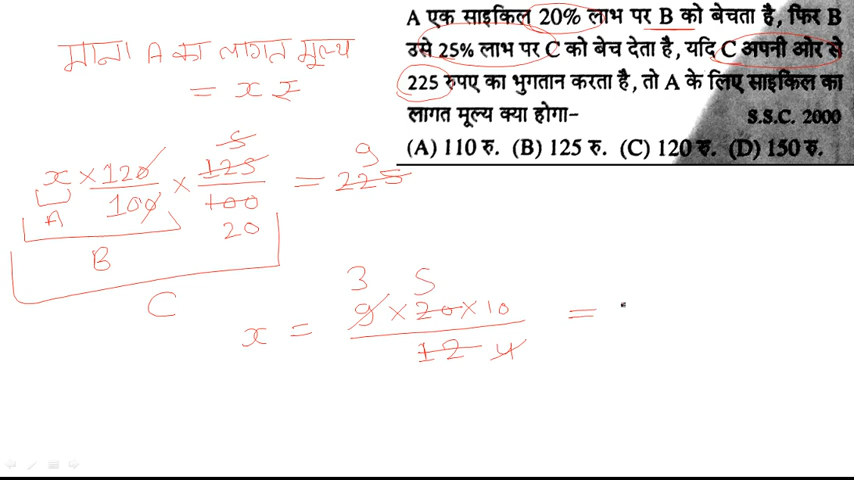 A एक साइकिल 20% लाभ पर B को बेचता है, फिर B
उसे 25% लाभ पर C को बेच देता है, यदि C अपनी ओर से
225 रुपए का भुगतान करता है, तो A के लिए साइकिल का
लागत मूल्य क्या होगा-
S.S.C. 2000
(A) 110 रु. (B) 125 रु. (C) 120 रु. (D) 150 रु.
माना A का लागत मूल्य
= x ₹
5 9
x × 120 × 125 = 225
100 100
A 20
B
C
3 5
x = 9 × 20 × 10 =
12 4